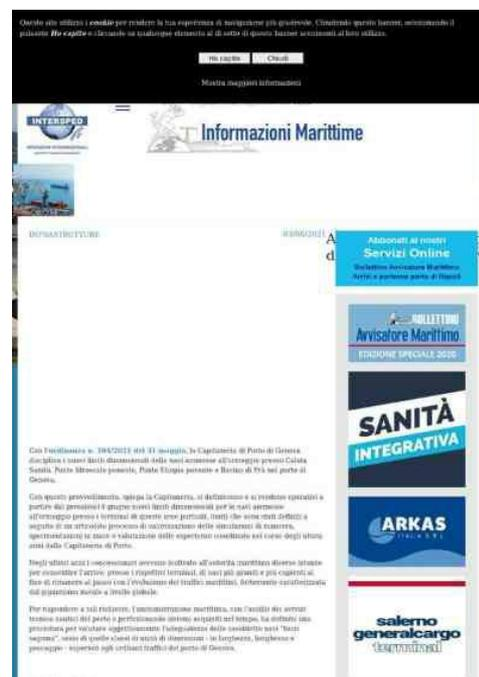 Questo sito utilizza i cookie per rendere la tua esperienza di navigazione più gradevole. Chiudendo questo banner, selezionando il
pulsante Ho capito o cliccando su qualunque elemento al di sotto di questo banner acconsenti al loro utilizzo.
Ho capito
Chiudi
Mostra maggiori informazioni
INTERSPED
Informazioni Marittime
INFRASTRUTTURE
03/06/2021
A
d
Abbonati ai nostri
Servizi Online
Bollettino Avvisatore Marittimo
Arrivi e partenze porto di Napoli
BOLLETTINO
Avvisatore Marittimo
EDIZIONE SPECIALE 2020
SANITÀ
INTEGRATIVA
ARKAS
ITALIA S.R.L.
salerno
generalcargo
terminal
Con l'ordinanza n. 184/2021 del 31 maggio, la Capitaneria di Porto di Genova
disciplina i nuovi limiti dimensionali delle navi ammesse all'ormeggio presso Calata
Sanità, Ponte Idroscalo ponente, Ponte Etiopia ponente e Bacino di Prà nel porto di
Genova.
Con questo provvedimento, spiega la Capitaneria, si definiscono e si rendono operativi a
partire dal prossimo 8 giugno nuovi limiti dimensionali per le navi ammesse
all'ormeggio presso i terminal di queste aree portuali, limiti che sono stati definiti a
seguito di un articolato processo di valorizzazione delle simulazioni di manovra,
sperimentazioni in mare e valutazione delle esperienze condotto nel corso degli ultimi
anni dalla Capitaneria di Porto.
Negli ultimi anni i concessionari avevano inoltrato all'autorità marittima diverse istanze
per consentire l'arrivo, presso i rispettivi terminal, di navi più grandi e più capienti al
fine di rimanere al passo con l'evoluzione dei traffici marittimi, fortemente caratterizzata
dal gigantismo navale a livello globale.
Per rispondere a tali richieste, l'amministrazione marittima, con l'ausilio dei servizi
tecnico nautici del porto e perfezionando sistemi acquisiti nel tempo, ha definito una
procedura per valutare oggettivamente l'adeguatezza delle cosiddette navi "fuori
sagoma", ossia di quelle classi di unità di dimensioni - in lunghezza, larghezza e
pescaggio - superiori agli ordinari traffici del porto di Genova.